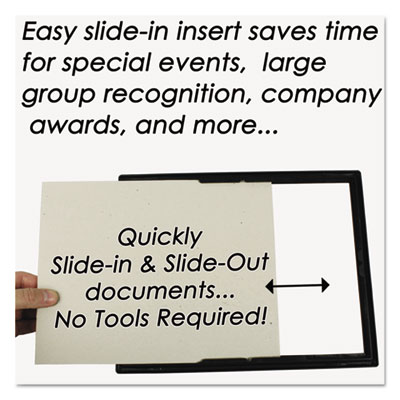 Easy slide-in insert saves time
for special events, large
group recognition, company
awards, and more...
Quickly
Slide-in & Slide-Out
documents...
No Tools Required!